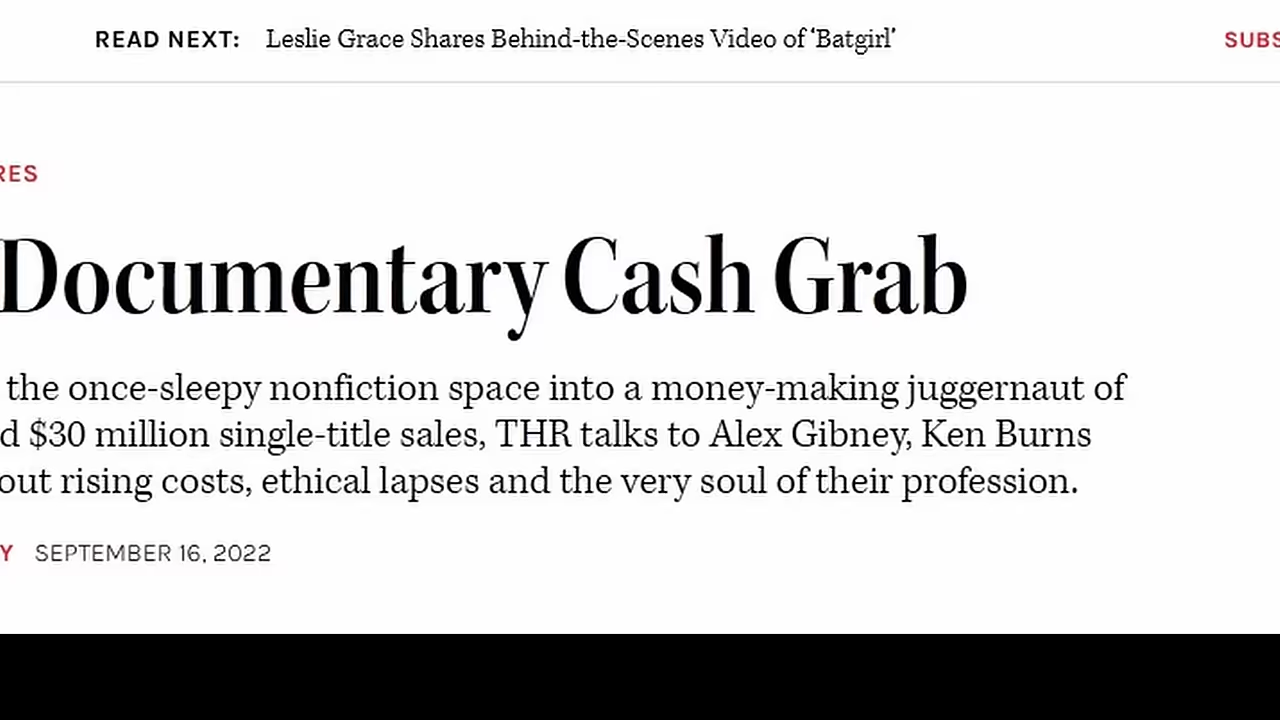 READ NEXT: Leslie Grace Shares Behind-the-Scenes Video of ‘Batgirl’
SUBS
RES
Documentary Cash Grab
the once-sleepy nonfiction space into a money-making juggernaut of
d $30 million single-title sales, THR talks to Alex Gibney, Ken Burns
out rising costs, ethical lapses and the very soul of their profession.
Y SEPTEMBER 16, 2022